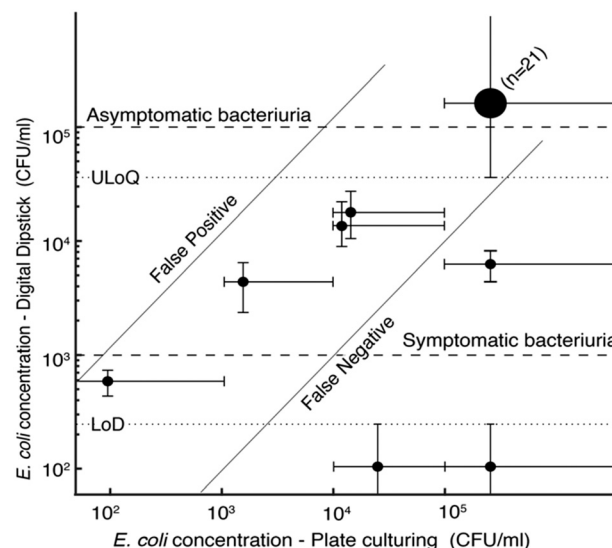 (n=21)
Asymptomatic bacteriuria
10⁵
ULoQ
False Positive
10⁴
False Negative
Symptomatic bacteriuria
10³
LoD
10²
E. coli concentration - Digital Dipstick (CFU/ml)
10² 10³ 10⁴ 10⁵
E. coli concentration - Plate culturing (CFU/ml)